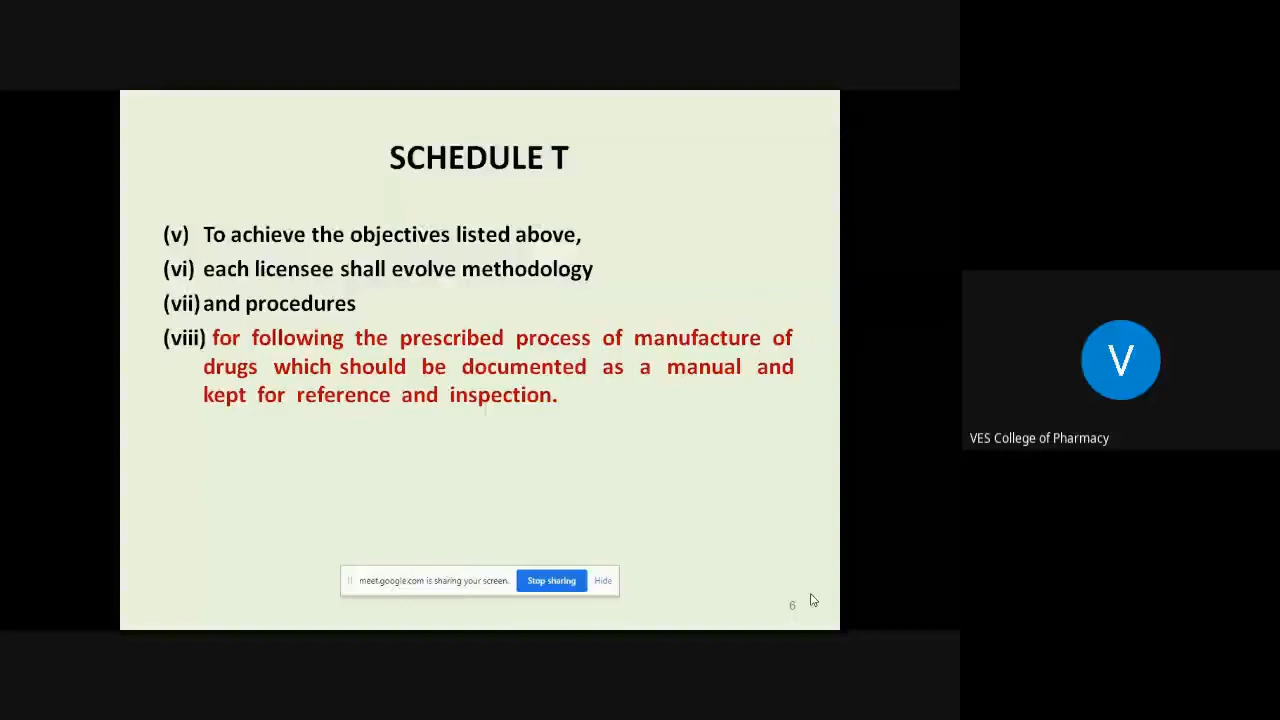 SCHEDULE T
(v) To achieve the objectives listed above,
(vi) each licensee shall evolve methodology
(vii) and procedures
(viii) for following the prescribed process of manufacture of
drugs which should be documented as a manual and
kept for reference and inspection.
meet.google.com is sharing your screen. Stop sharing Hide
6
V
VES College of Pharmacy